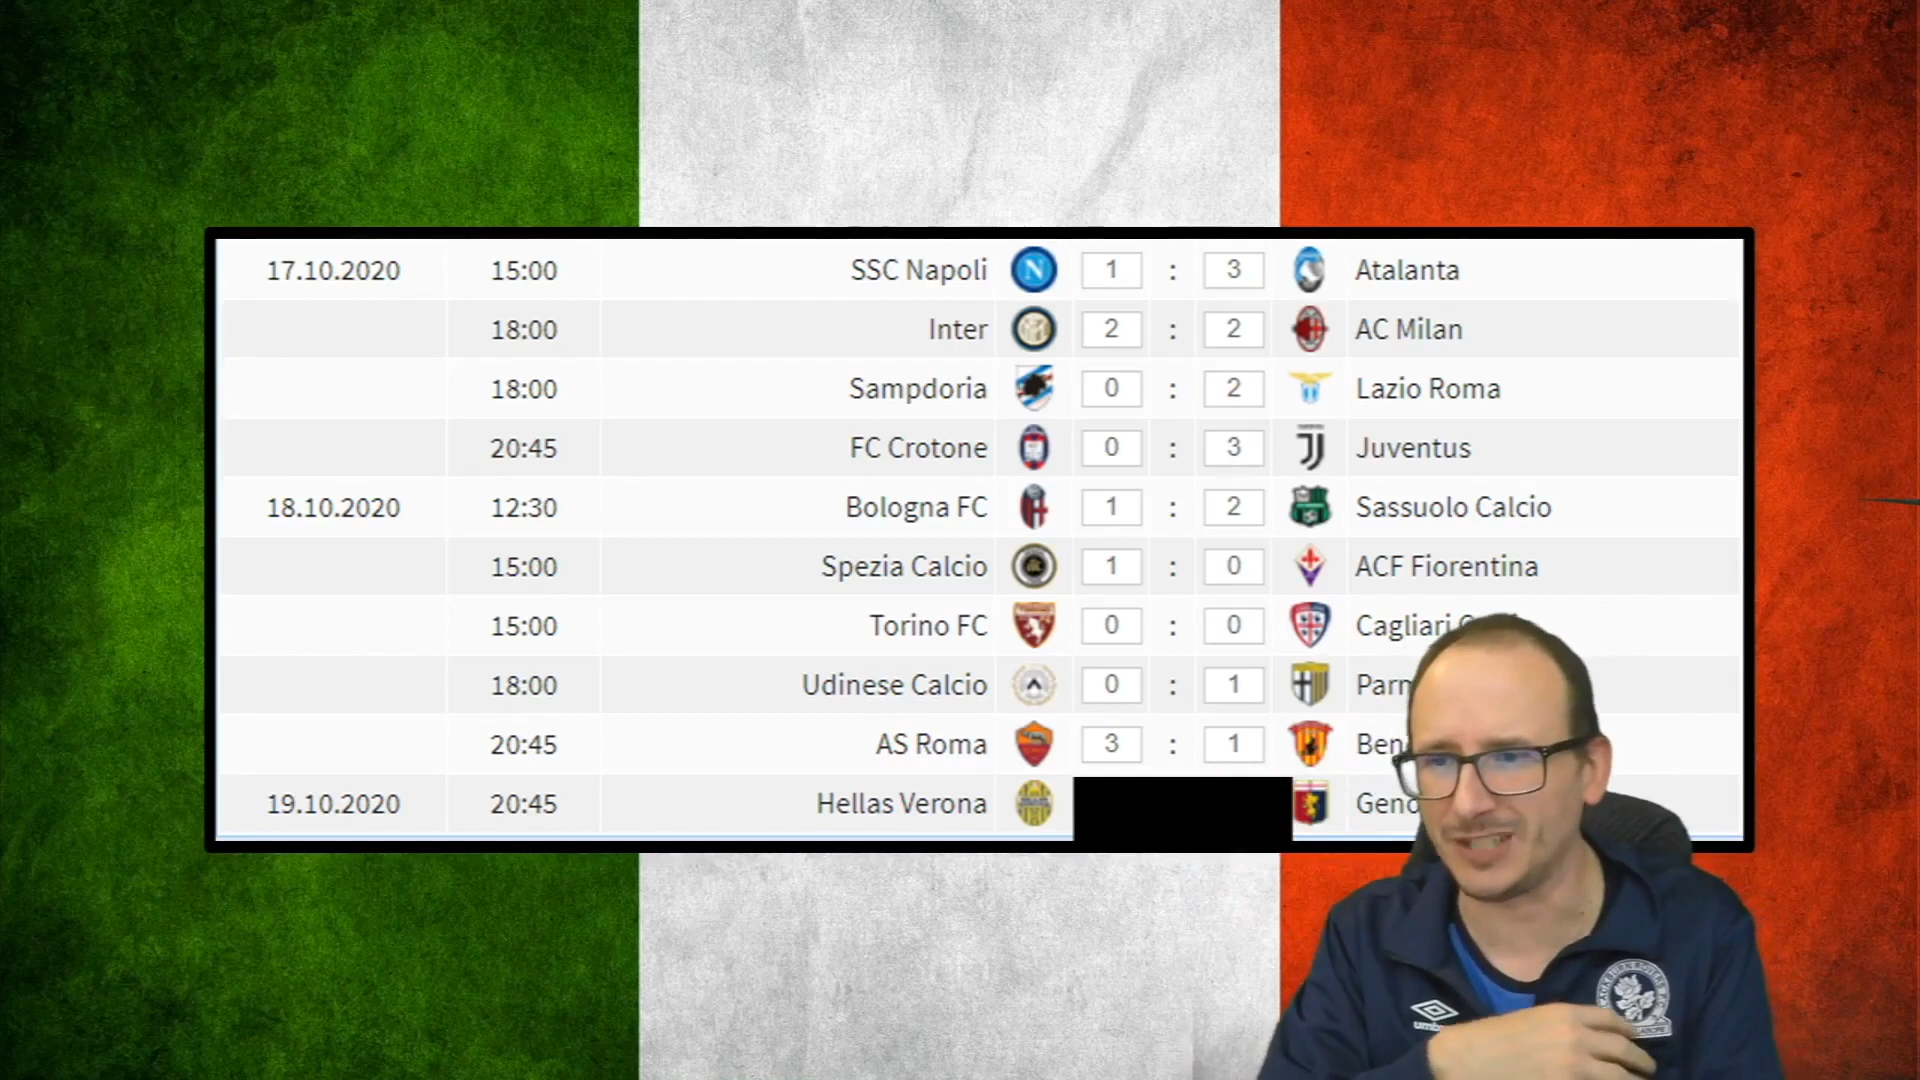 17.10.2020 15:00 SSC Napoli 1 : 3 Atalanta
18:00 Inter 2 : 2 AC Milan
18:00 Sampdoria 0 : 2 Lazio Roma
20:45 FC Crotone 0 : 3 Juventus
18.10.2020 12:30 Bologna FC 1 : 2 Sassuolo Calcio
15:00 Spezia Calcio 1 : 0 ACF Fiorentina
15:00 Torino FC 0 : 0 Cagliari
18:00 Udinese Calcio 0 : 1
20:45 AS Roma 3 : 1
19.10.2020 20:45 Hellas Verona